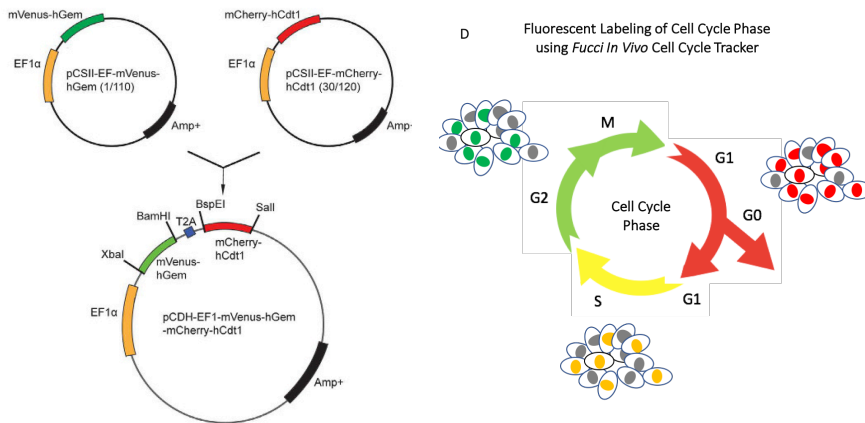 mVenus-hGem
EF1α
pCSII-EF-mVenus-
hGem (1/110)
Amp+
mCherry-hCdt1
EF1α
pCSII-EF-mCherry-
hCdt1 (30/120)
Amp-
BspEI
BamHI
T2A
SalI
XbaI
mVenus-
hGem
mCherry-
hCdt1
EF1α
pCDH-EF1-mVenus-hGem
-mCherry-hCdt1
Amp+
D
Fluorescent Labeling of Cell Cycle Phase
using Fucci In Vivo Cell Cycle Tracker
M
G1
G2
Cell Cycle
Phase
G0
S
G1